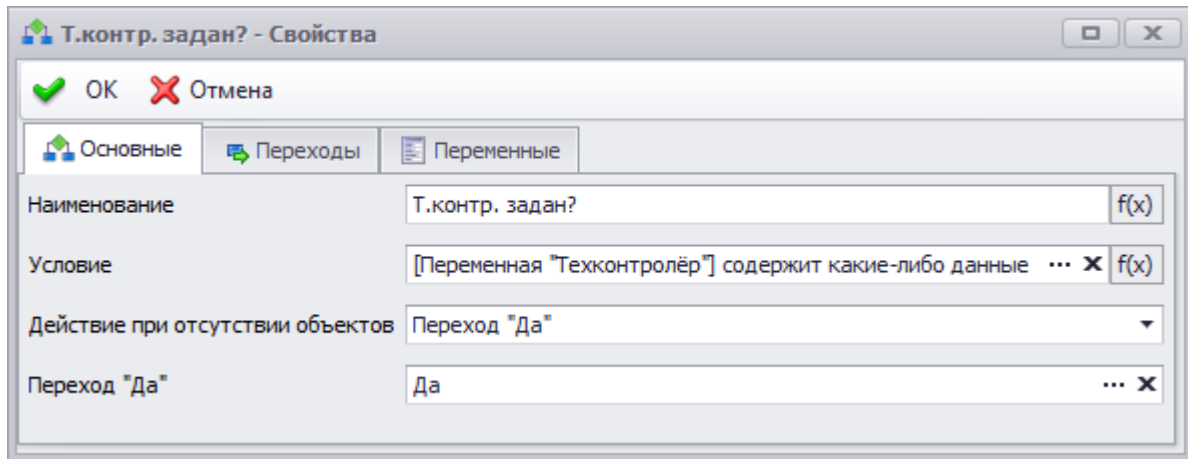 Т.контр. задан? - Свойства
ОК Отмена
Основные Переходы Переменные
Наименование Т.контр. задан? f(x)
Условие [Переменная "Техконтролёр"] содержит какие-либо данные ... x f(x)
Действие при отсутствии объектов Переход "Да"
Переход "Да" Да ... x